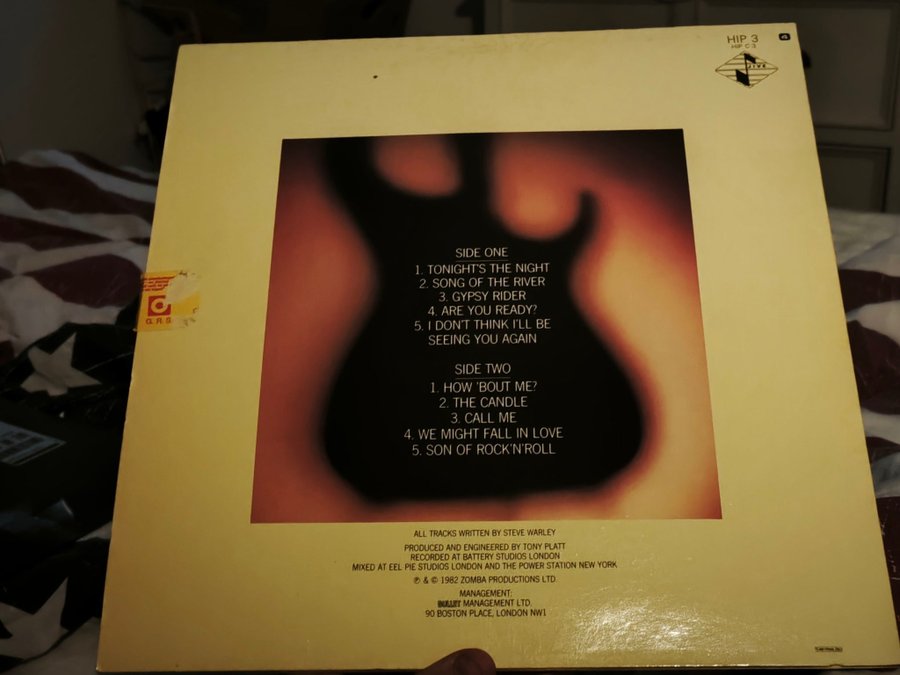 HIP 3
HIP C 3
JIVE
SIDE ONE
1. TONIGHT'S THE NIGHT
2. SONG OF THE RIVER
3. GYPSY RIDER
4. ARE YOU READY?
5. I DON'T THINK I'LL BE
SEEING YOU AGAIN
SIDE TWO
1. HOW 'BOUT ME?
2. THE CANDLE
3. CALL ME
4. WE MIGHT FALL IN LOVE
5. SON OF ROCK'N'ROLL
G. R. S.
ALL TRACKS WRITTEN BY STEVE WARLEY
PRODUCED AND ENGINEERED BY TONY PLATT
RECORDED AT BATTERY STUDIOS LONDON
MIXED AT EEL PIE STUDIOS LONDON AND THE POWER STATION NEW YORK
℗ & © 1982 ZOMBA PRODUCTIONS LTD.
MANAGEMENT:
BULLET MANAGEMENT LTD.
90 BOSTON PLACE, LONDON NW1